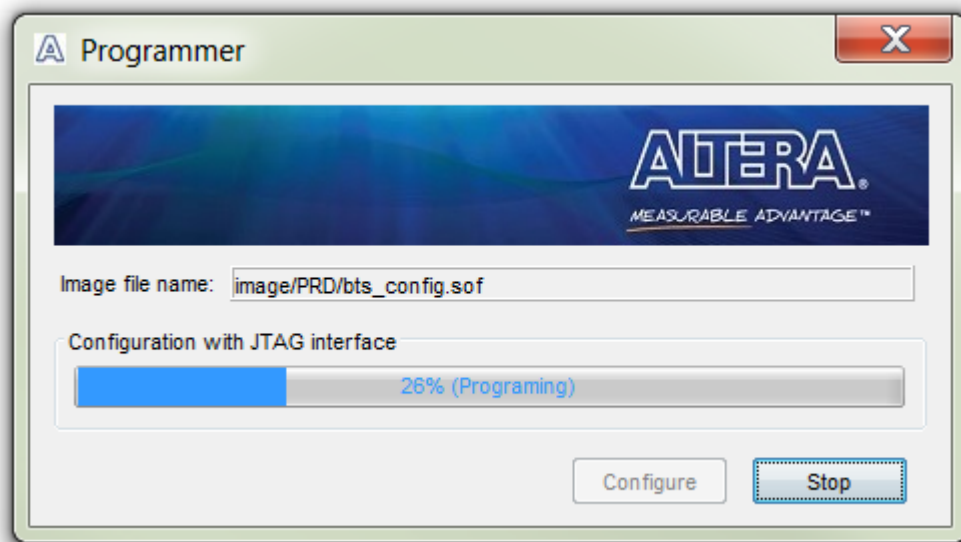 Programmer
ALTERA®
MEASURABLE ADVANTAGE™
Image file name: image/PRD/bts_config.sof
Configuration with JTAG interface
26% (Programing)
Configure Stop